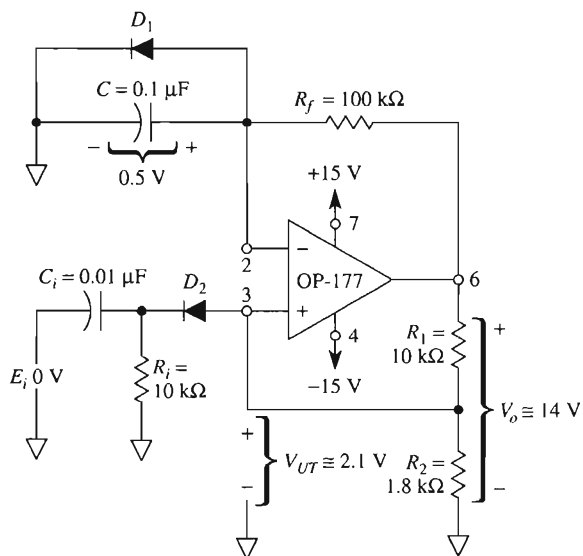 D₁
C = 0.1 μF
− +
0.5 V
R_f = 100 kΩ
+15 V
7
2
−
OP-177
6
C_i = 0.01 μF
D₂
3
+
4
−15 V
E_i 0 V
R_i =
10 kΩ
R₁ =
10 kΩ
+
V_o ≅ 14 V
−
+
V_UT ≅ 2.1 V
−
R₂ =
1.8 kΩ